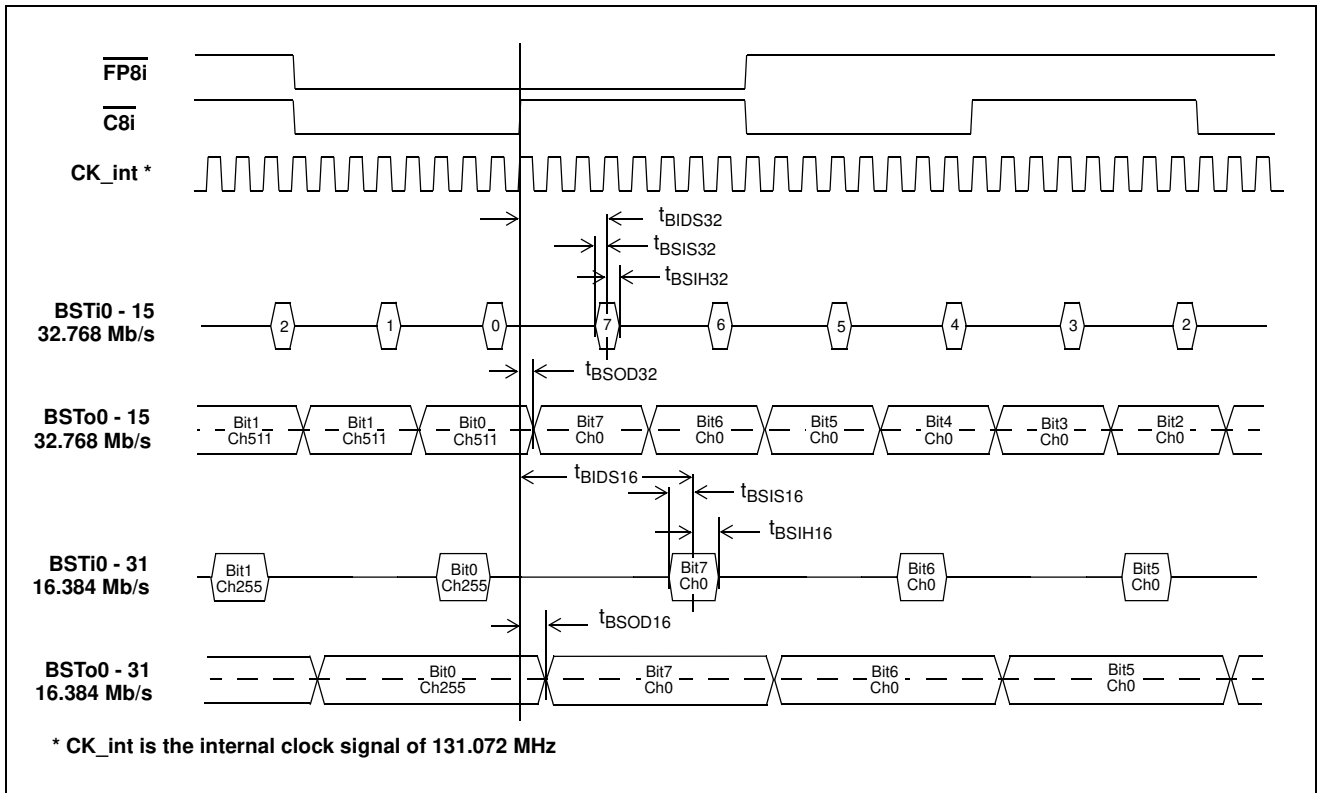 FP8i
C8i
CK_int *
tBIDS32
tBSIS32
tBSIH32
BSTi0 - 15
32.768 Mb/s
2 1 0 7 6 5 4 3 2
tBSOD32
BSTo0 - 15
32.768 Mb/s
Bit1 Bit1 Bit0 Bit7 Bit6 Bit5 Bit4 Bit3 Bit2
Ch511 Ch511 Ch511 Ch0 Ch0 Ch0 Ch0 Ch0 Ch0
tBIDS16
tBSIS16
tBSIH16
BSTi0 - 31
16.384 Mb/s
Bit1 Bit0 Bit7 Bit6 Bit5
Ch255 Ch255 Ch0 Ch0 Ch0
tBSOD16
BSTo0 - 31
16.384 Mb/s
Bit0 Bit7 Bit6 Bit5
Ch255 Ch0 Ch0 Ch0
* CK_int is the internal clock signal of 131.072 MHz